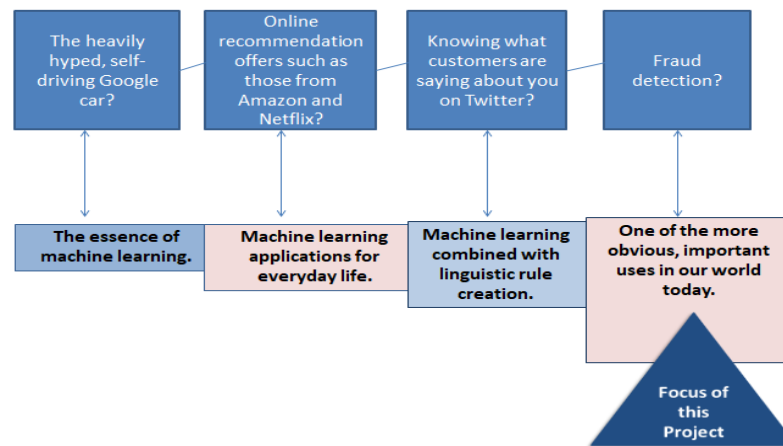 The heavily
hyped, self-
driving Google
car?
Online
recommendation
offers such as
those from
Amazon and
Netflix?
Knowing what
customers are
saying about you
on Twitter?
Fraud
detection?
The essence of
machine learning.
Machine learning
applications for
everyday life.
Machine learning
combined with
linguistic rule
creation.
One of the more
obvious, important
uses in our world
today.
Focus of
this
Project